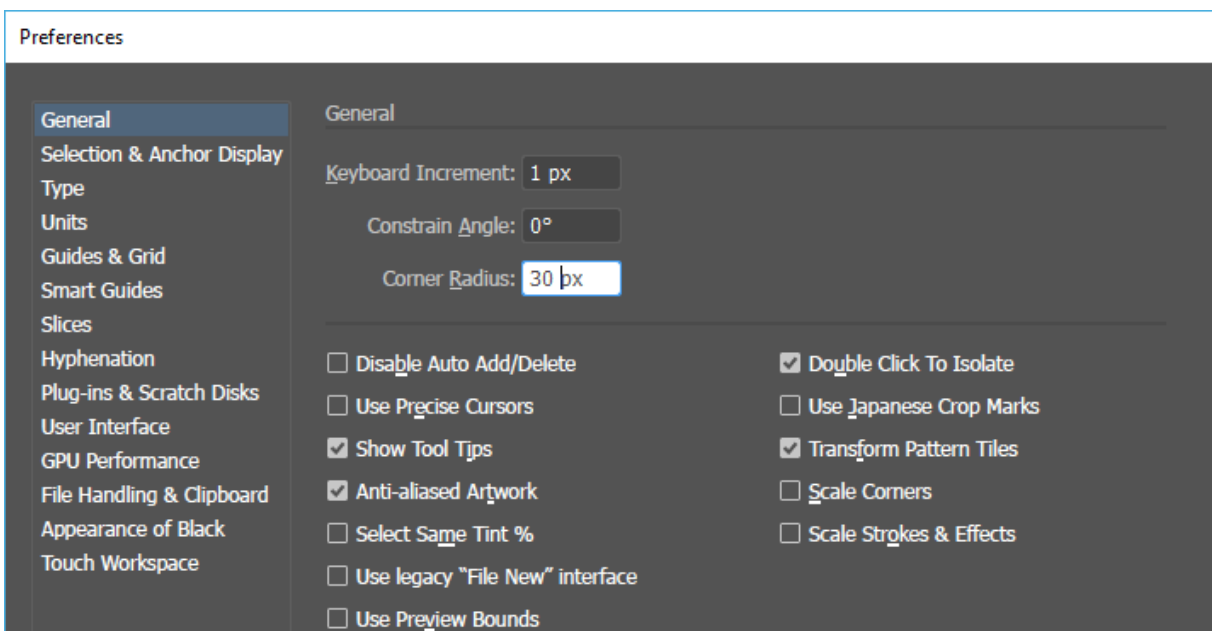 Preferences
General
Selection & Anchor Display
Type
Units
Guides & Grid
Smart Guides
Slices
Hyphenation
Plug-ins & Scratch Disks
User Interface
GPU Performance
File Handling & Clipboard
Appearance of Black
Touch Workspace
General
Keyboard Increment: 1 px
Constrain Angle: 0°
Corner Radius: 30 px
Disable Auto Add/Delete
Use Precise Cursors
Show Tool Tips
Anti-aliased Artwork
Select Same Tint %
Use legacy “File New” interface
Use Preview Bounds
Double Click To Isolate
Use Japanese Crop Marks
Transform Pattern Tiles
Scale Corners
Scale Strokes & Effects